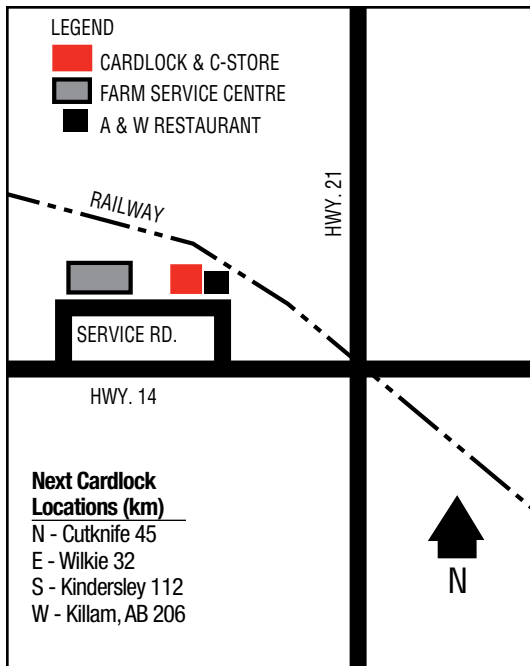 LEGEND
CARDLOCK & C-STORE
FARM SERVICE CENTRE
A & W RESTAURANT
HWY. 21
RAILWAY
SERVICE RD.
HWY. 14
Next Cardlock
Locations (km)
N - Cutknife 45
E - Wilkie 32
S - Kindersley 112
W - Killam, AB 206
N